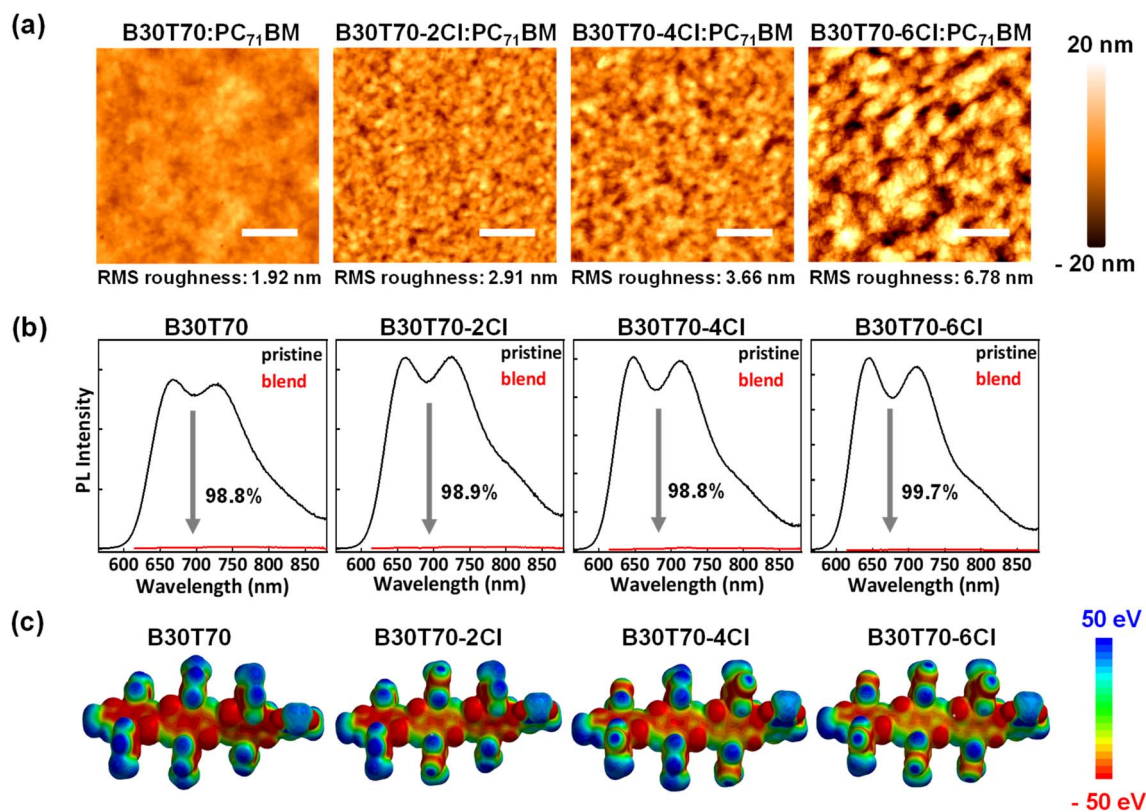 (a)
B30T70:PC₇₁BM B30T70-2Cl:PC₇₁BM B30T70-4Cl:PC₇₁BM B30T70-6Cl:PC₇₁BM
20 nm
- 20 nm
RMS roughness: 1.92 nm RMS roughness: 2.91 nm RMS roughness: 3.66 nm RMS roughness: 6.78 nm
(b)
B30T70 B30T70-2Cl B30T70-4Cl B30T70-6Cl
pristine pristine pristine pristine
blend blend blend blend
PL Intensity
98.8% 98.9% 98.8% 99.7%
600 650 700 750 800 850 600 650 700 750 800 850 600 650 700 750 800 850 600 650 700 750 800 850
Wavelength (nm) Wavelength (nm) Wavelength (nm) Wavelength (nm)
(c)
B30T70 B30T70-2Cl B30T70-4Cl B30T70-6Cl
50 eV
- 50 eV